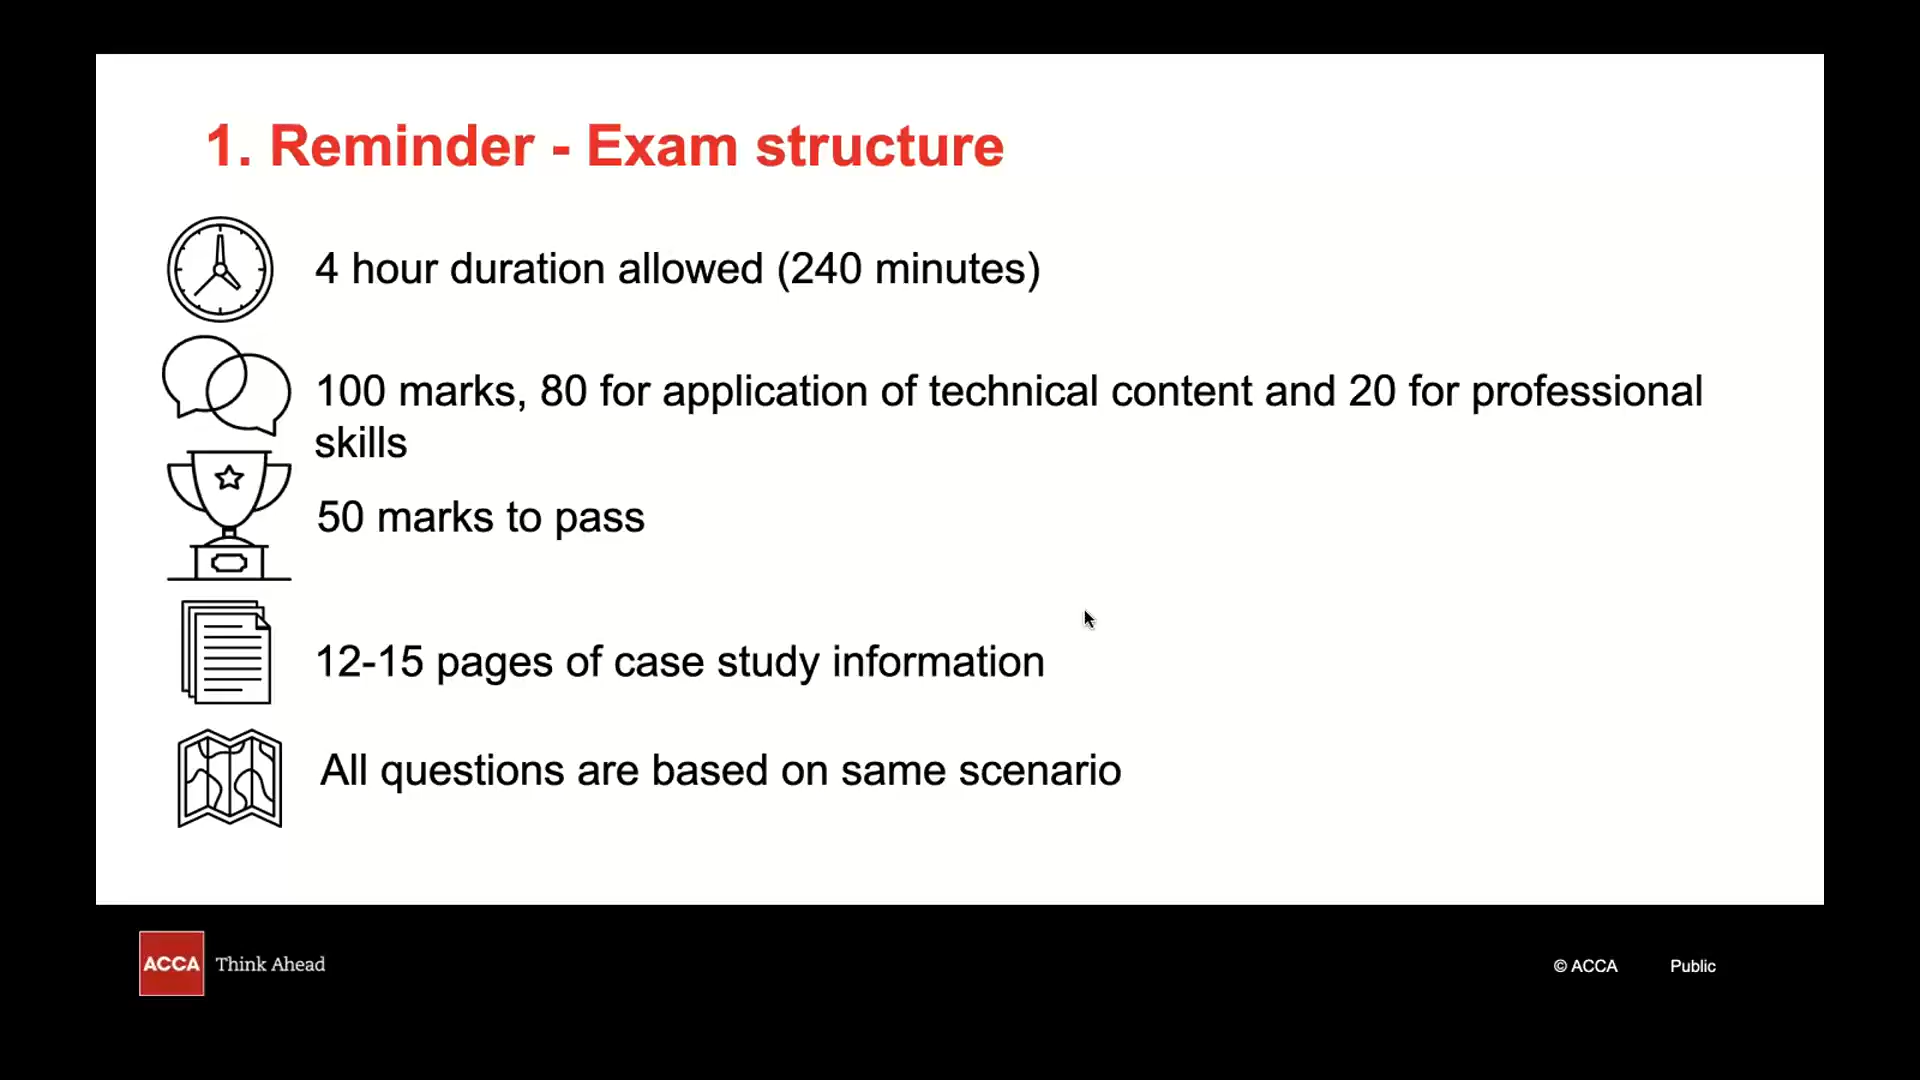 1. Reminder - Exam structure
4 hour duration allowed (240 minutes)
100 marks, 80 for application of technical content and 20 for professional
skills
50 marks to pass
12-15 pages of case study information
All questions are based on same scenario
ACCA Think Ahead
© ACCA Public